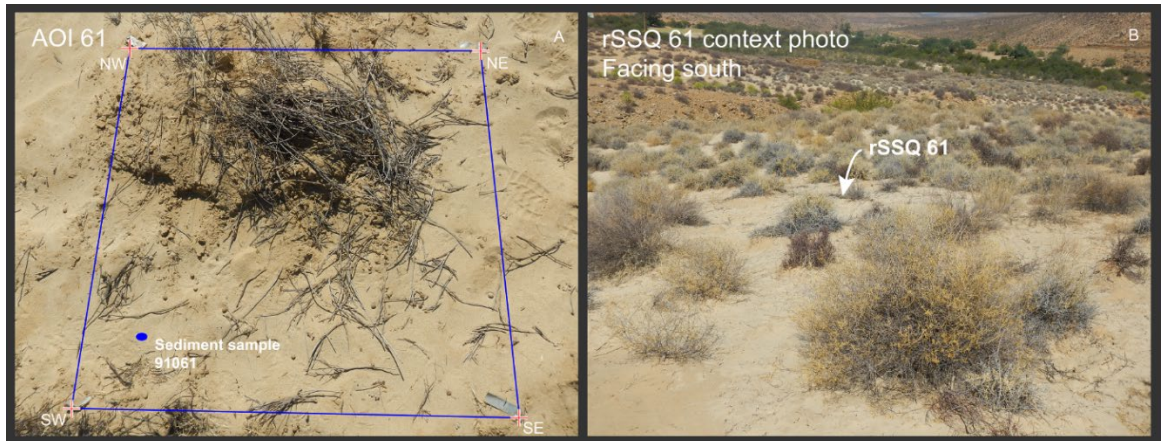 AOI 61
A
NW
NE
Sediment sample
91061
SW
SE
rSSQ 61 context photo
Facing south
B
rSSQ 61